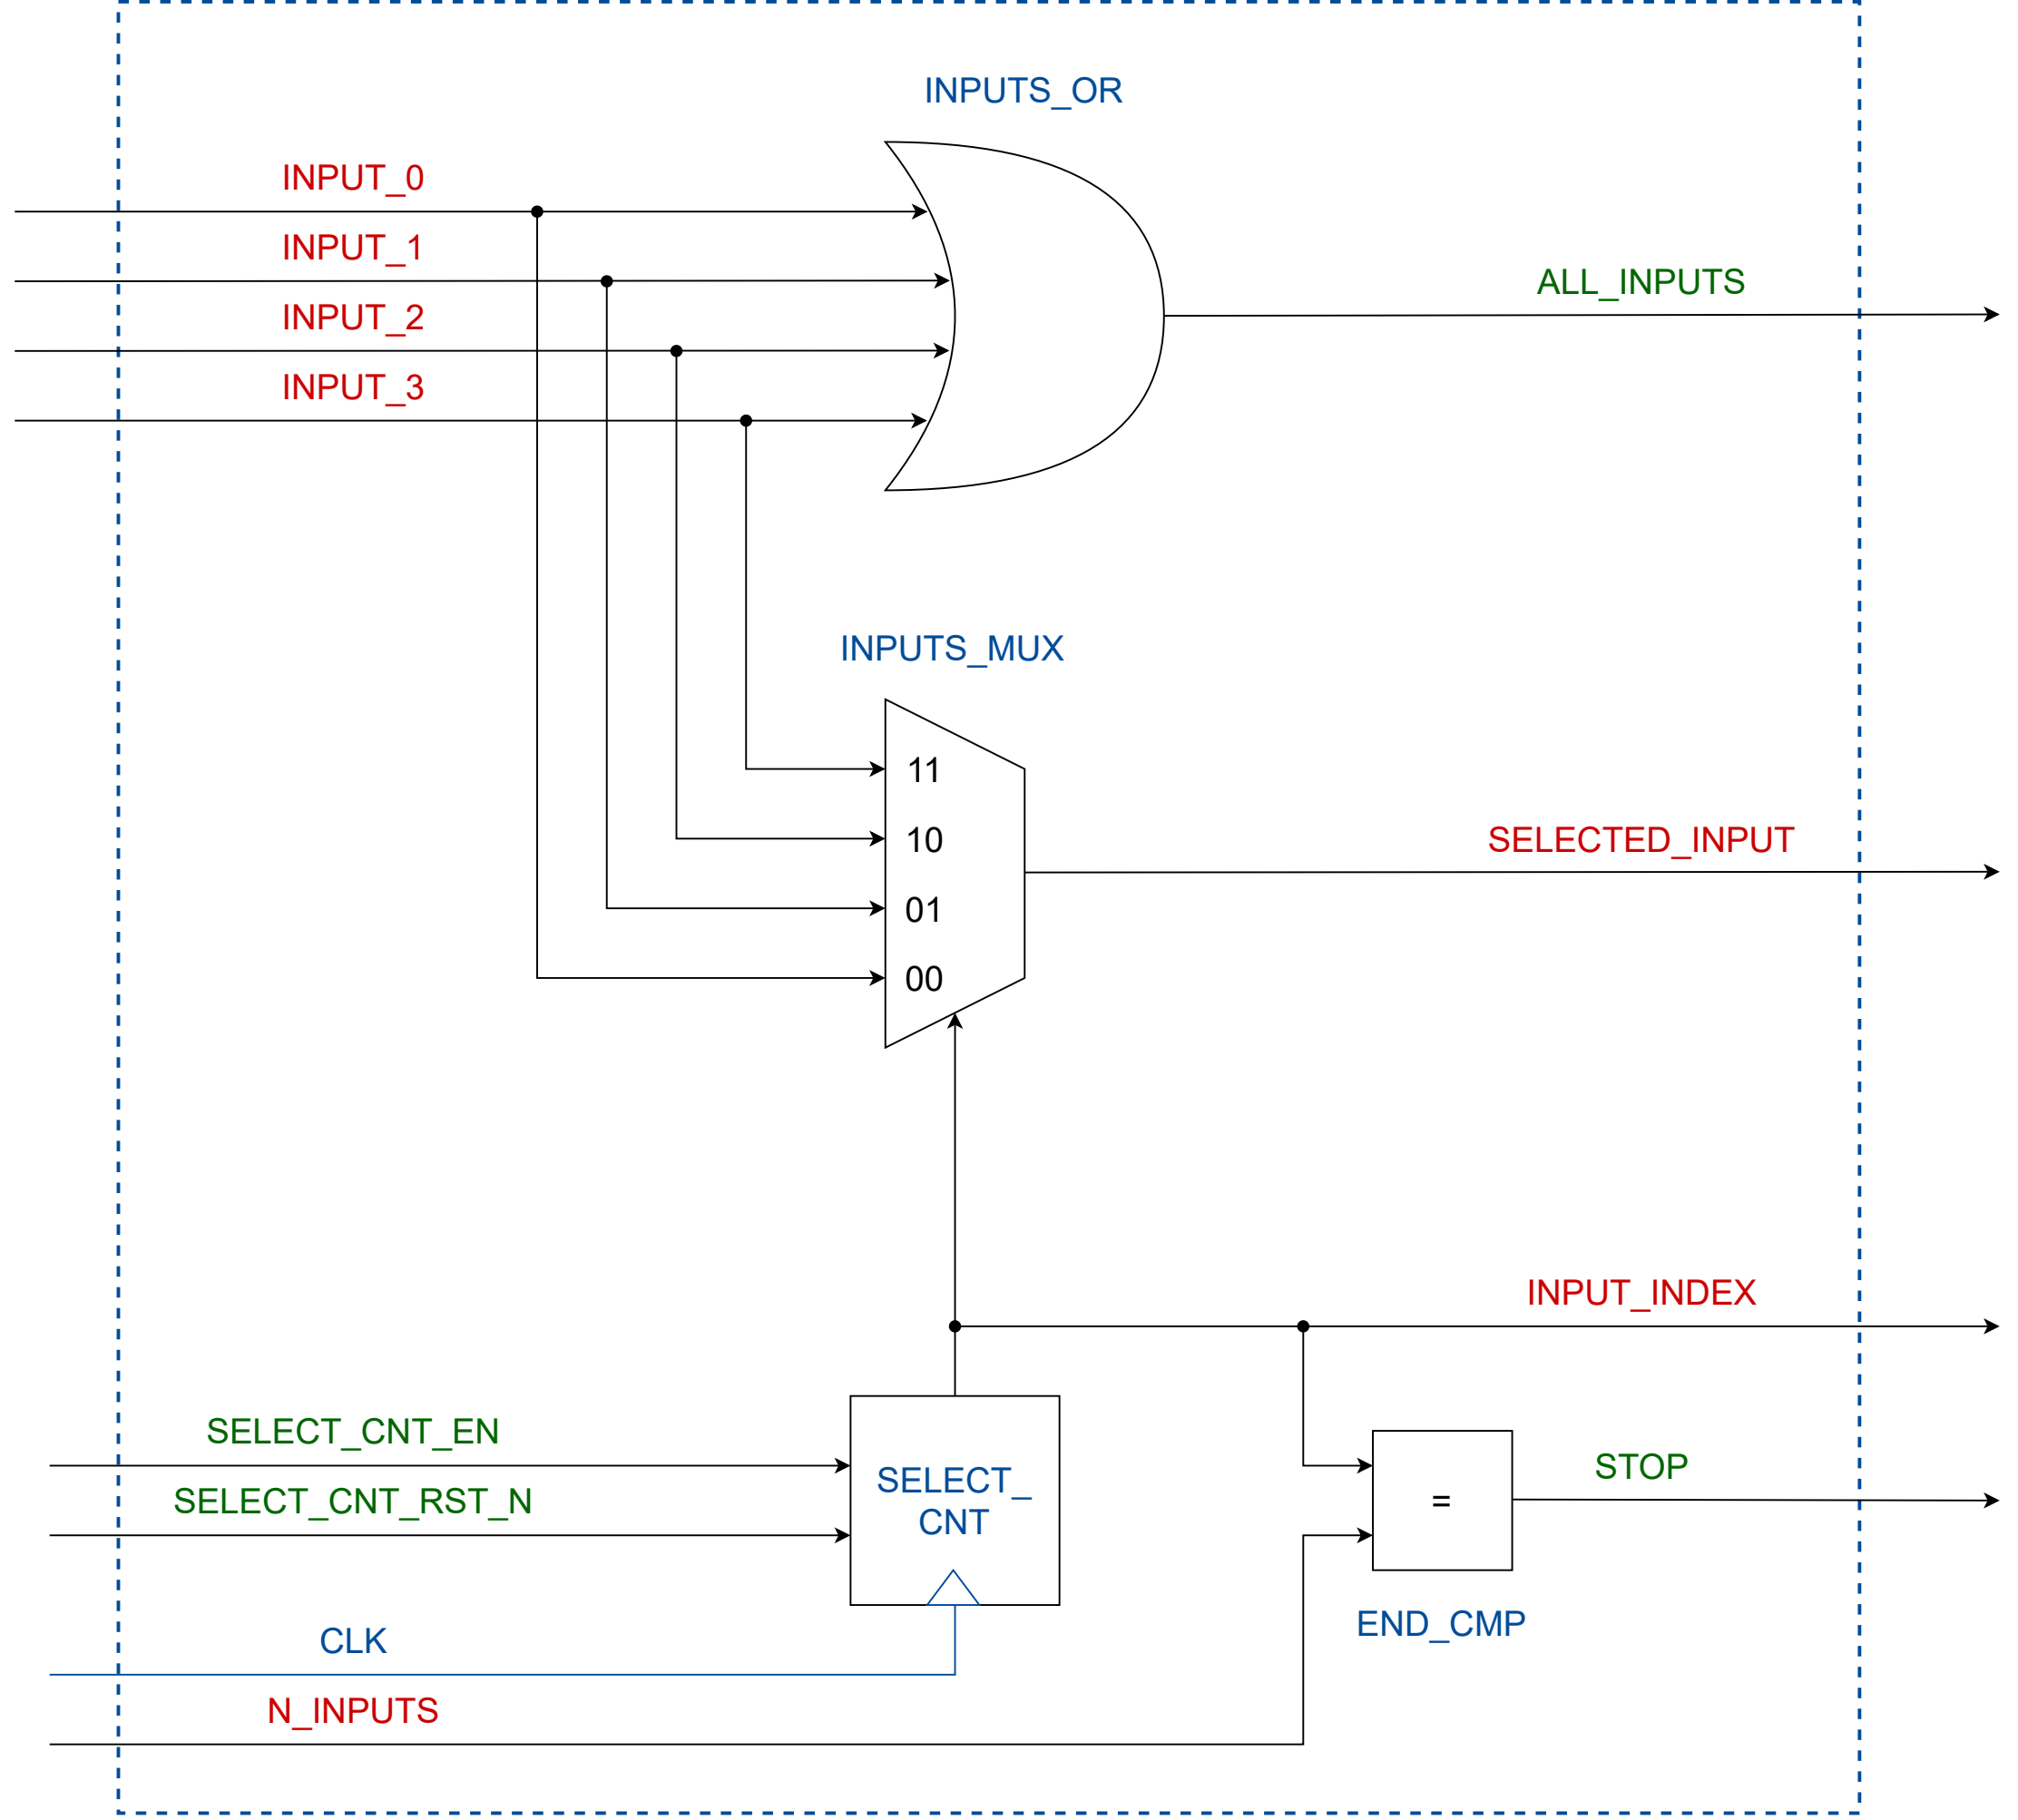 INPUTS_OR
INPUT_0
INPUT_1
ALL_INPUTS
INPUT_2
INPUT_3
INPUTS_MUX
11
10
SELECTED_INPUT
01
00
INPUT_INDEX
SELECT_CNT_EN
STOP
SELECT_
CNT
SELECT_CNT_RST_N
=
END_CMP
CLK
N_INPUTS